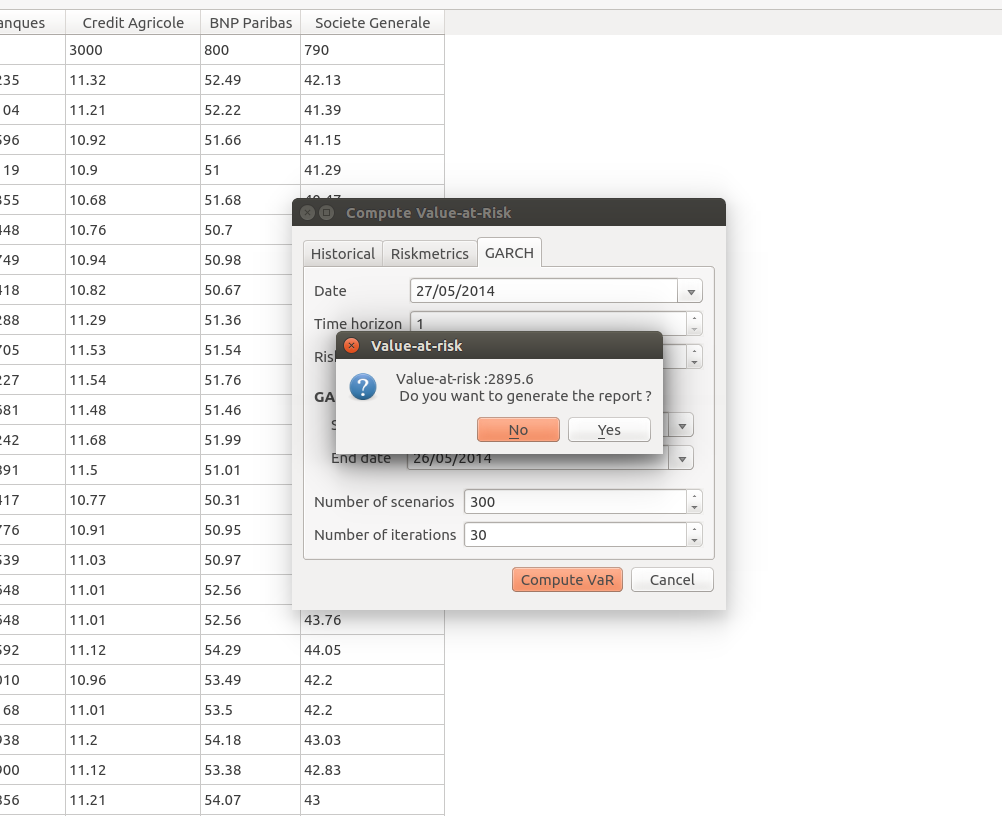 anques Credit Agricole BNP Paribas Societe Generale
3000 800 790
235 11.32 52.49 42.13
04 11.21 52.22 41.39
596 10.92 51.66 41.15
19 10.9 51 41.29
355 10.68 51.68
448 10.76 50.7
749 10.94 50.98
418 10.82 50.67
288 11.29 51.36
705 11.53 51.54
227 11.54 51.76
581 11.48 51.46
242 11.68 51.99
391 11.5 51.01
417 10.77 50.31
776 10.91 50.95
539 11.03 50.97
548 11.01 52.56
548 11.01 52.56 43.76
592 11.12 54.29 44.05
010 10.96 53.49 42.2
68 11.01 53.5 42.2
938 11.2 54.18 43.03
900 11.12 53.38 42.83
356 11.21 54.07 43
Compute Value-at-Risk
Historical Riskmetrics GARCH
Date 27/05/2014
Time horizon 1
Value-at-risk
Value-at-risk :2895.6
Do you want to generate the report ?
No Yes
End date 26/05/2014
Number of scenarios 300
Number of iterations 30
Compute VaR Cancel